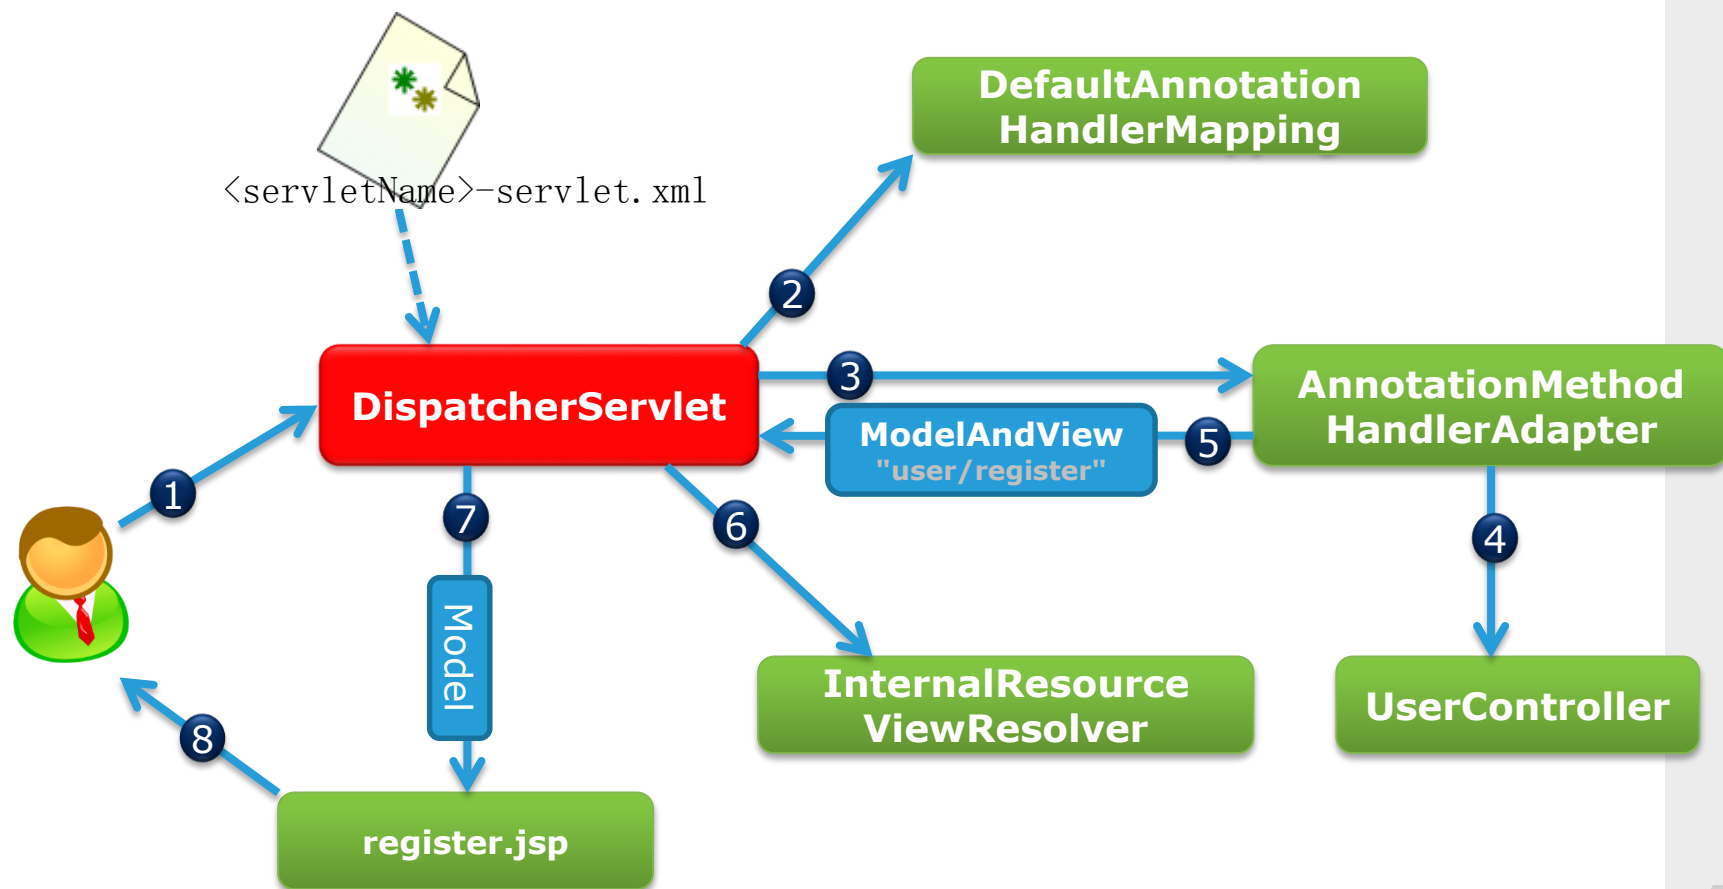 <servletName>-servlet.xml
DefaultAnnotation
HandlerMapping
2
DispatcherServlet
3
AnnotationMethod
HandlerAdapter
ModelAndView
"user/register"
5
1
7
6
4
Model
InternalResource
ViewResolver
UserController
8
register.jsp